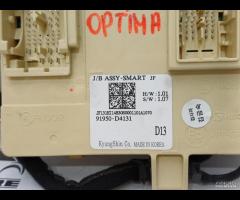 OPTIMA
J/B ASSY-SMART JF
H/W : 1.01
S/W : 1.07
91950-D4131
D13
KyungShin Co. MADE IN KOREA